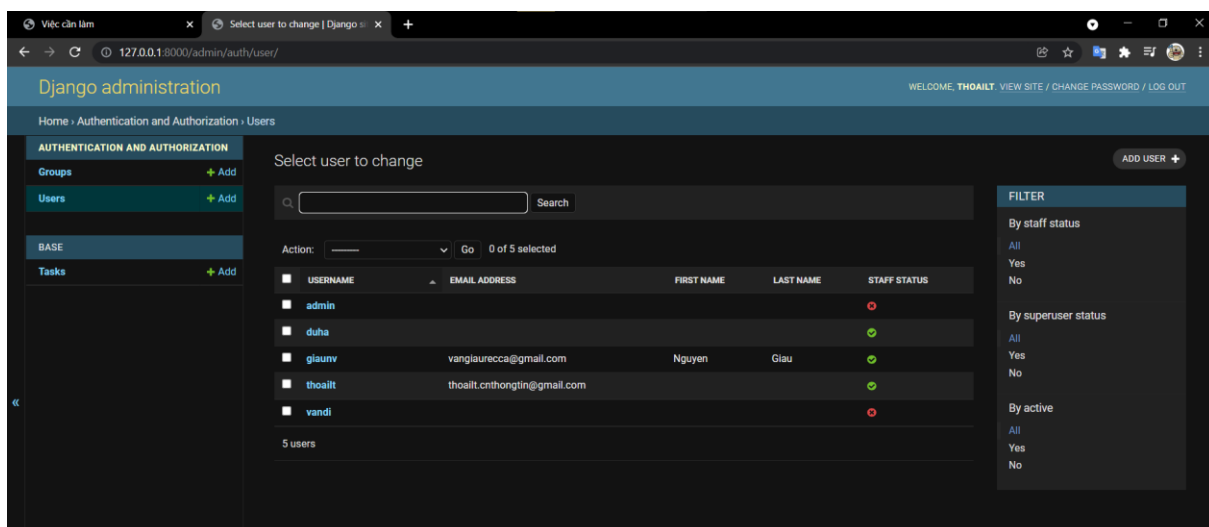 Việc cần làm
Select user to change | Django si
127.0.0.1:8000/admin/auth/user/
Django administration
WELCOME, THOAILT. VIEW SITE / CHANGE PASSWORD / LOG OUT
Home › Authentication and Authorization › Users
AUTHENTICATION AND AUTHORIZATION
Groups + Add
Users + Add
BASE
Tasks + Add
«
Select user to change
ADD USER +
Search
Action: --------- Go 0 of 5 selected
USERNAME EMAIL ADDRESS FIRST NAME LAST NAME STAFF STATUS
admin
duha
giaunv vangiaurecca@gmail.com Nguyen Giau
thoailt thoailt.cnthongtin@gmail.com
vandi
5 users
FILTER
By staff status
All
Yes
No
By superuser status
All
Yes
No
By active
All
Yes
No